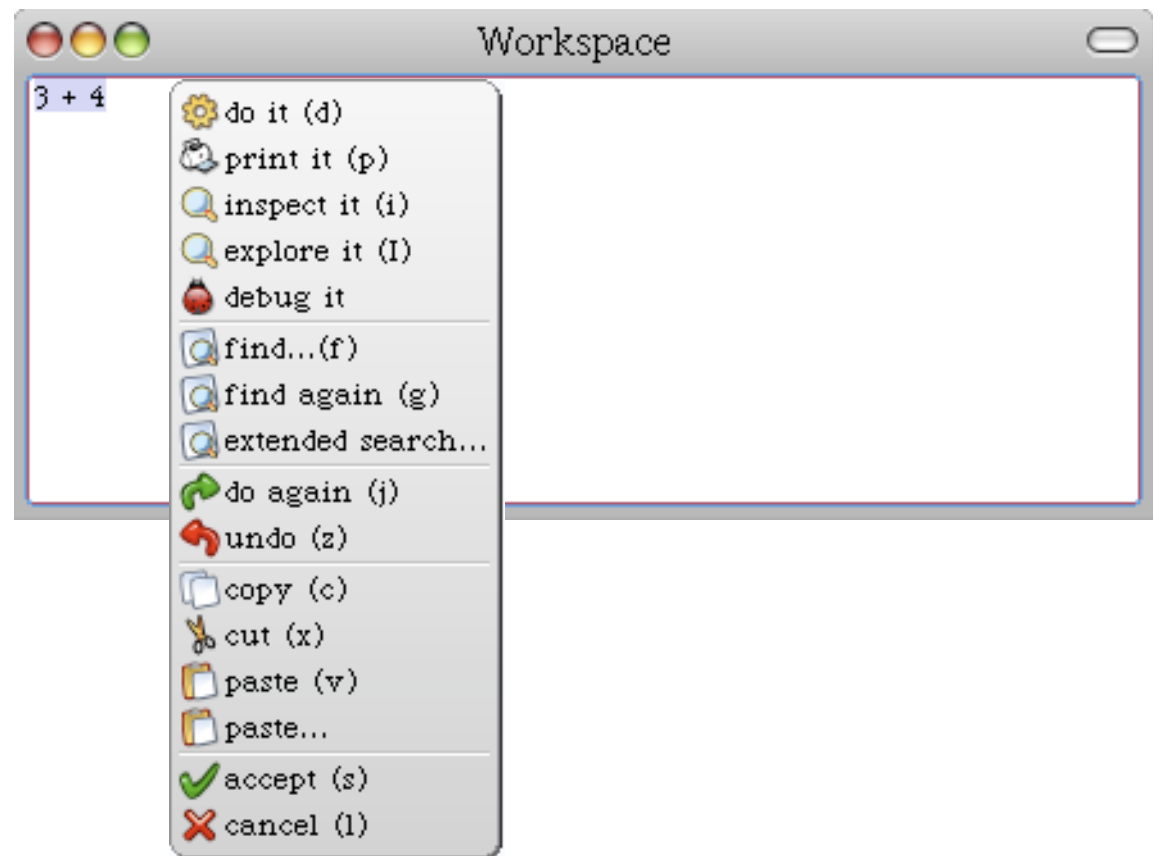 Workspace
3 + 4
do it (d)
print it (p)
inspect it (i)
explore it (I)
debug it
find...(f)
find again (g)
extended search...
do again (j)
undo (z)
copy (c)
cut (x)
paste (v)
paste...
accept (s)
cancel (l)